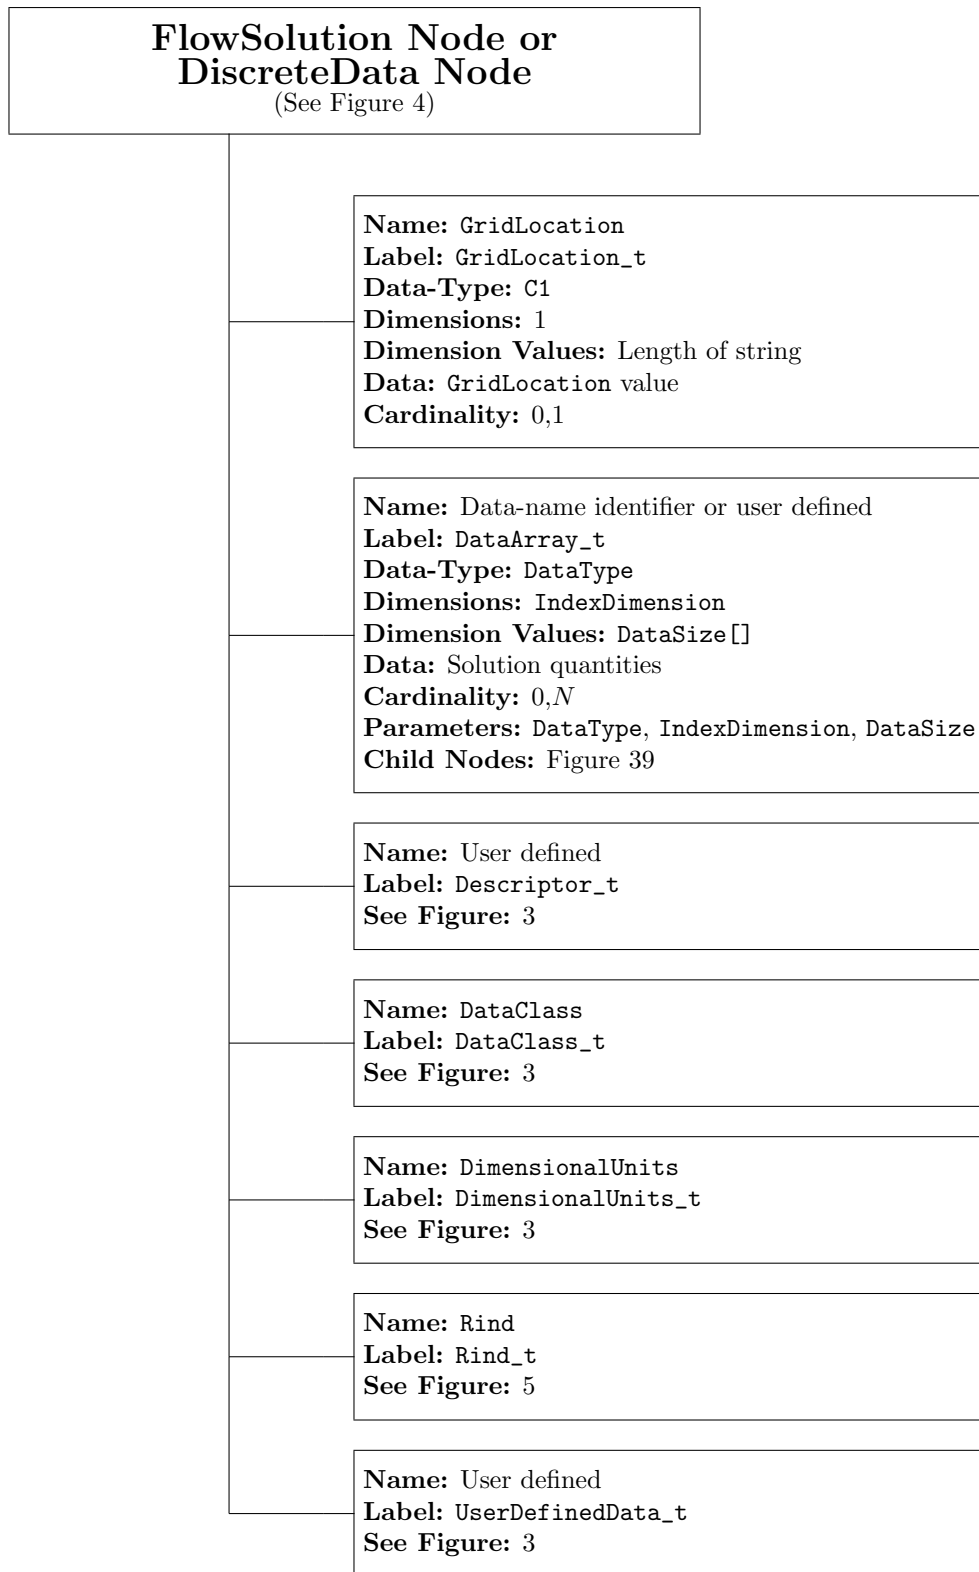 FlowSolution Node or
DiscreteData Node
(See Figure 4)
Name: GridLocation
Label: GridLocation_t
Data-Type: C1
Dimensions: 1
Dimension Values: Length of string
Data: GridLocation value
Cardinality: 0,1
Name: Data-name identifier or user defined
Label: DataArray_t
Data-Type: DataType
Dimensions: IndexDimension
Dimension Values: DataSize[]
Data: Solution quantities
Cardinality: 0,N
Parameters: DataType, IndexDimension, DataSize
Child Nodes: Figure 39
Name: User defined
Label: Descriptor_t
See Figure: 3
Name: DataClass
Label: DataClass_t
See Figure: 3
Name: DimensionalUnits
Label: DimensionalUnits_t
See Figure: 3
Name: Rind
Label: Rind_t
See Figure: 5
Name: User defined
Label: UserDefinedData_t
See Figure: 3